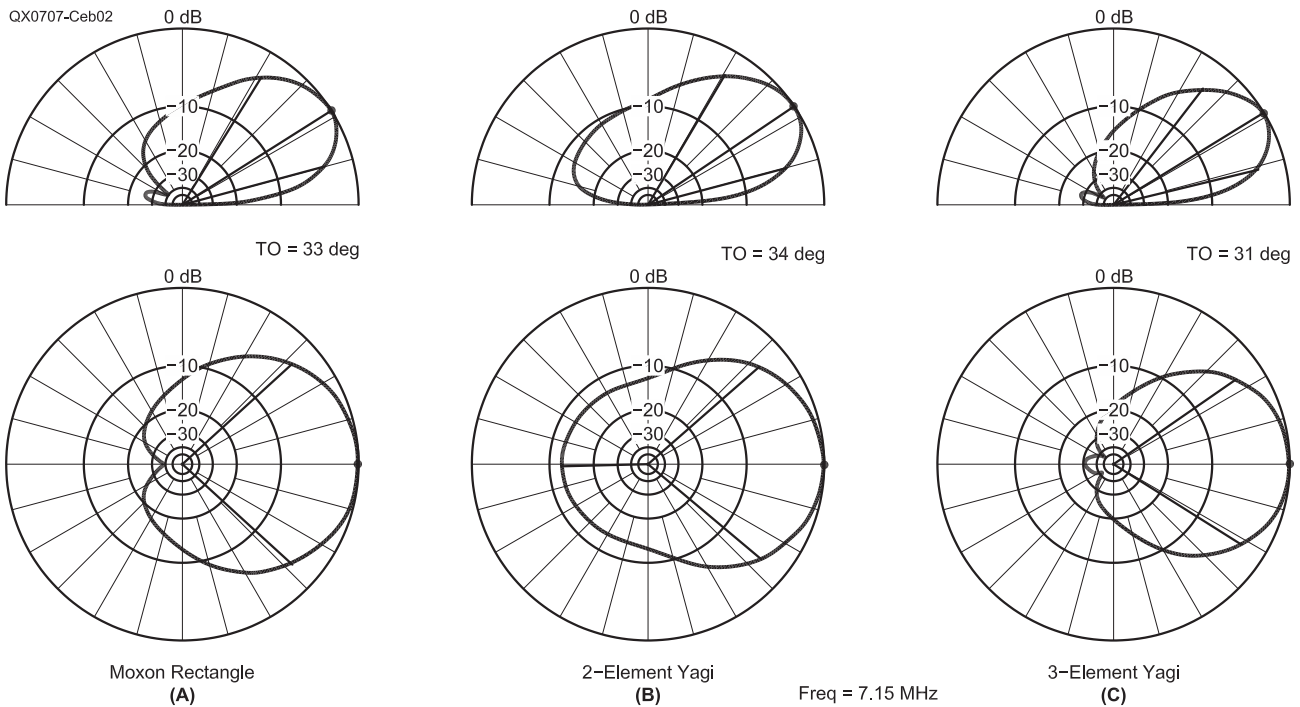 QX0707-Ceb02
0 dB
−10
−20
−30
TO = 33 deg
0 dB
−10
−20
−30
TO = 34 deg
0 dB
−10
−20
−30
TO = 31 deg
0 dB
−10
−20
−30
Moxon Rectangle
(A)
0 dB
−10
−20
−30
2−Element Yagi
(B)
Freq = 7.15 MHz
0 dB
−10
−20
−30
3−Element Yagi
(C)